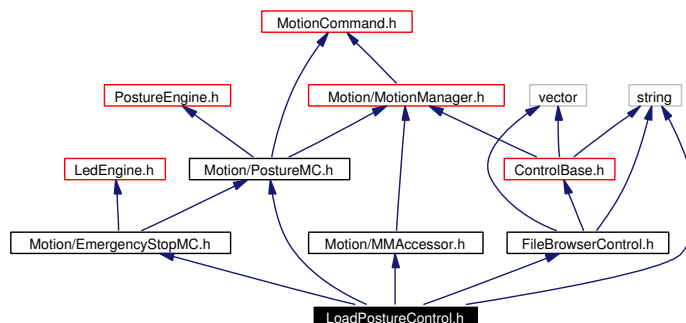 MotionCommand.h
PostureEngine.h
Motion/MotionManager.h
vector
string
LedEngine.h
Motion/PostureMC.h
ControlBase.h
Motion/EmergencyStopMC.h
Motion/MMAccessor.h
FileBrowserControl.h
LoadPostureControl.h